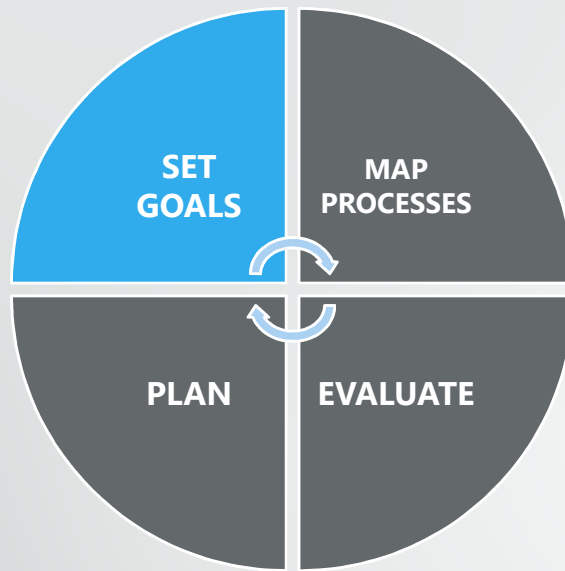 SET
GOALS
MAP
PROCESSES
PLAN
EVALUATE